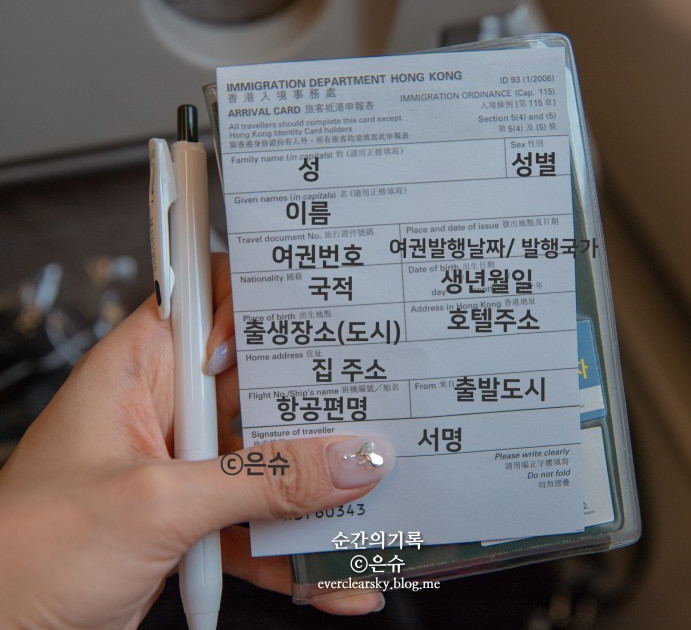 IMMIGRATION DEPARTMENT HONG KONG
ID 93 (1/2006)
香港入境事務處
IMMIGRATION ORDINANCE (Cap. 115)
入境條例 [第 115 章]
ARRIVAL CARD 旅客抵港申報表
Section 5(4) and (5)
第 5(4) 及 (5) 條
All travellers should complete this card except
Hong Kong Identity Card holders
除香港身份證持有人外，所有旅客均須填寫此申報表
Family name (in capitals) 姓 (請用正楷填寫)
성
Sex 性別
성별
Given names (in capitals) 名 (請用正楷填寫)
이름
Travel document No. 旅行證件號碼
여권번호
Place and date of issue 發出地點及日期
여권발행날짜/ 발행국가
Nationality 國籍
국적
Date of birth 出生日期
생년월일
day
年
Place of birth 出生地點
출생장소(도시)
Address in Hong Kong 香港地址
호텔주소
Home address 住址
집 주소
Flight No./Ship's name 班機編號／船名
항공편명
From 來自
출발도시
Signature of traveller
서명
Please write clearly
請用端正字體填寫
Do not fold
切勿摺疊
ⓒ은슈
60343
순간의기록
ⓒ은슈
everclearsky.blog.me